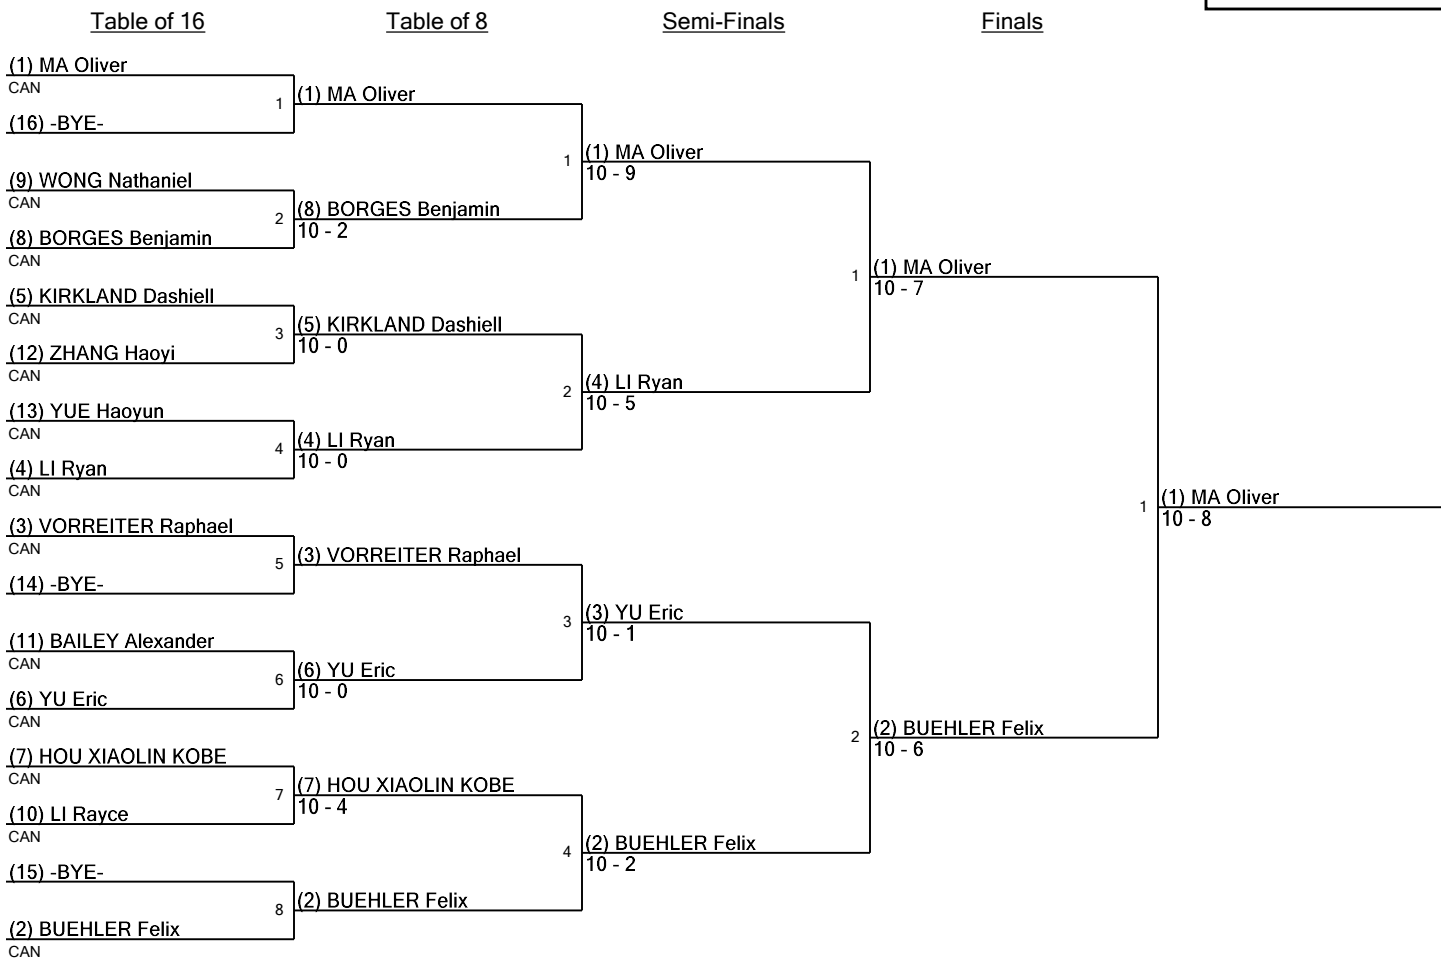 Table of 16
Table of 8
Semi-Finals
Finals
(1) MA Oliver
CAN
1
(16) -BYE-
(9) WONG Nathaniel
CAN
2
(8) BORGES Benjamin
CAN
(5) KIRKLAND Dashiell
CAN
3
(12) ZHANG Haoyi
CAN
(13) YUE Haoyun
CAN
4
(4) LI Ryan
CAN
(3) VORREITER Raphael
CAN
5
(14) -BYE-
(11) BAILEY Alexander
CAN
6
(6) YU Eric
CAN
(7) HOU XIAOLIN KOBE
CAN
7
(10) LI Rayce
CAN
(15) -BYE-
8
(2) BUEHLER Felix
CAN
(1) MA Oliver
1
(8) BORGES Benjamin
10 - 2
(5) KIRKLAND Dashiell
10 - 0
2
(4) LI Ryan
10 - 0
(3) VORREITER Raphael
3
(6) YU Eric
10 - 0
(7) HOU XIAOLIN KOBE
10 - 4
4
(2) BUEHLER Felix
(1) MA Oliver
10 - 9
1
(4) LI Ryan
10 - 5
(3) YU Eric
10 - 1
2
(2) BUEHLER Felix
10 - 2
(1) MA Oliver
10 - 7
1
(2) BUEHLER Felix
10 - 6
(1) MA Oliver
10 - 8